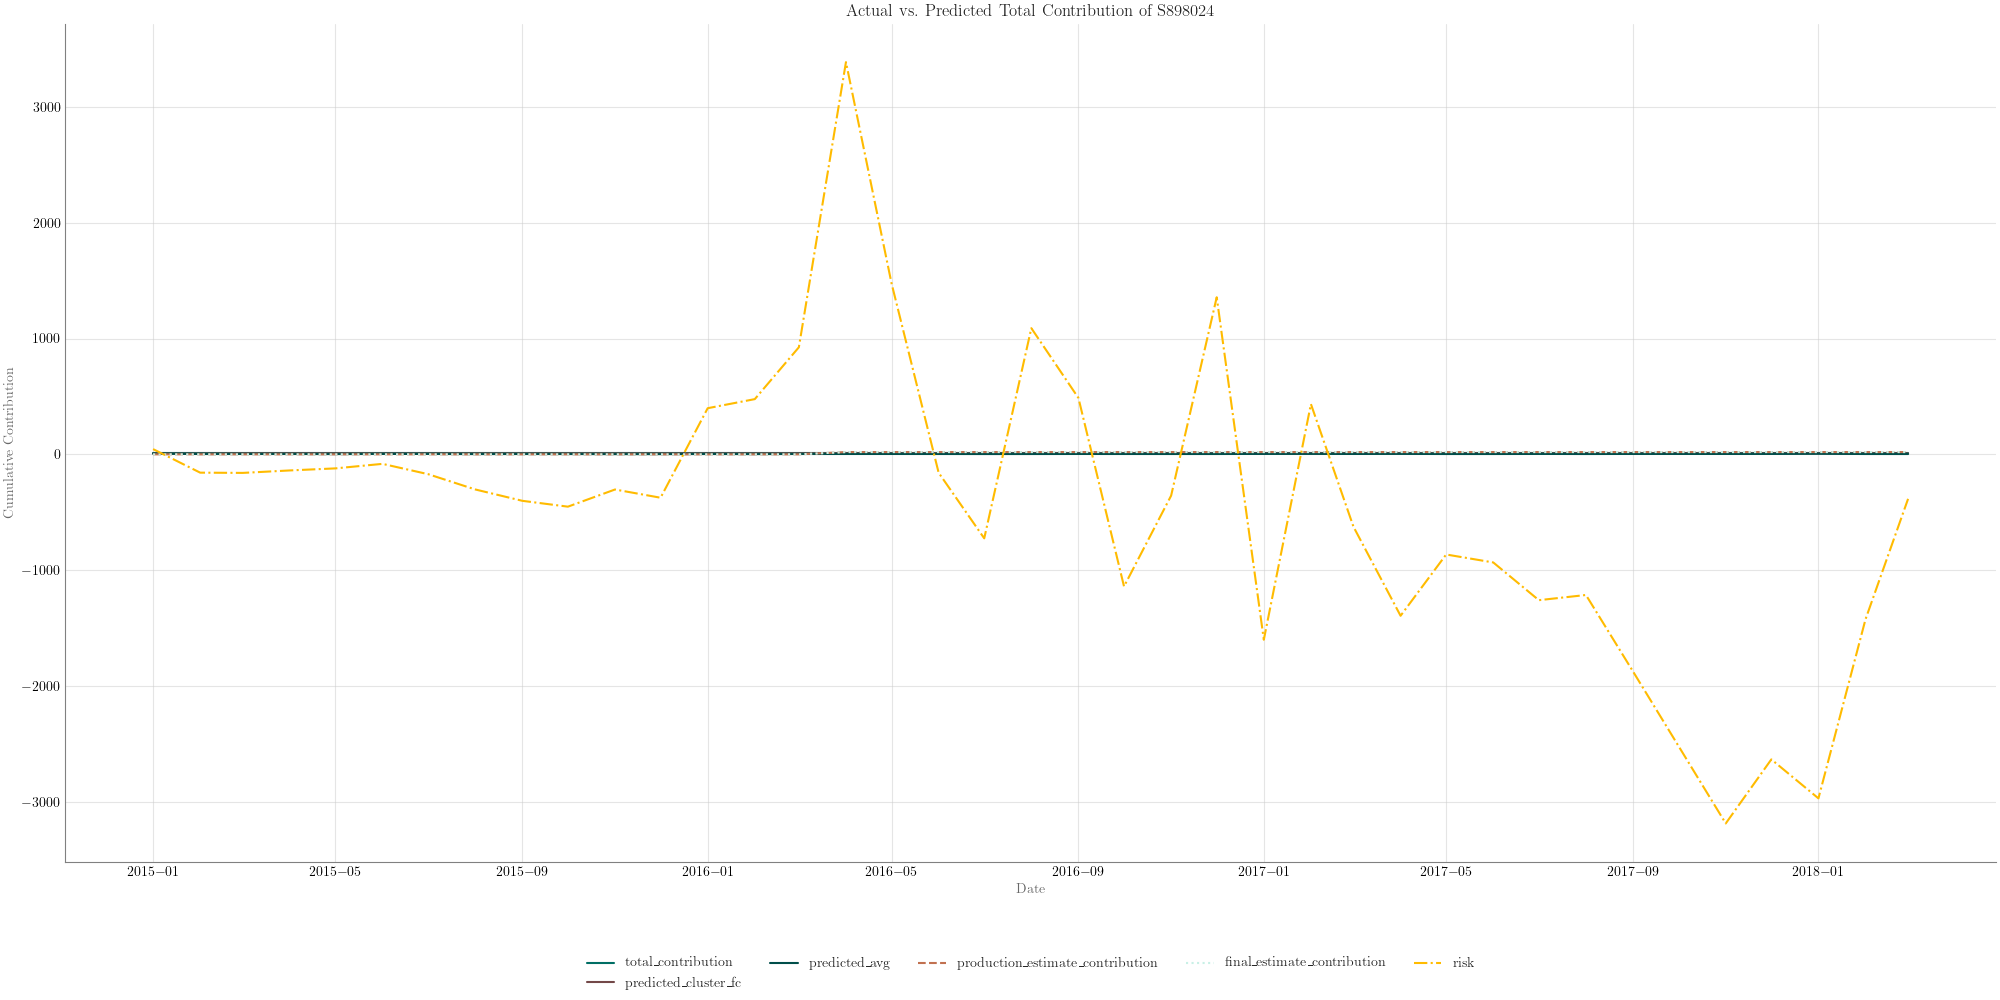 Actual vs. Predicted Total Contribution of S898024
3000
2000
1000
0
−1000
−2000
−3000
Cumulative Contribution
2015−01
2015−05
2015−09
2016−01
2016−05
2016−09
2017−01
2017−05
2017−09
2018−01
Date
total_contribution
predicted_avg
production_estimate_contribution
final_estimate_contribution
risk
predicted_cluster_fc